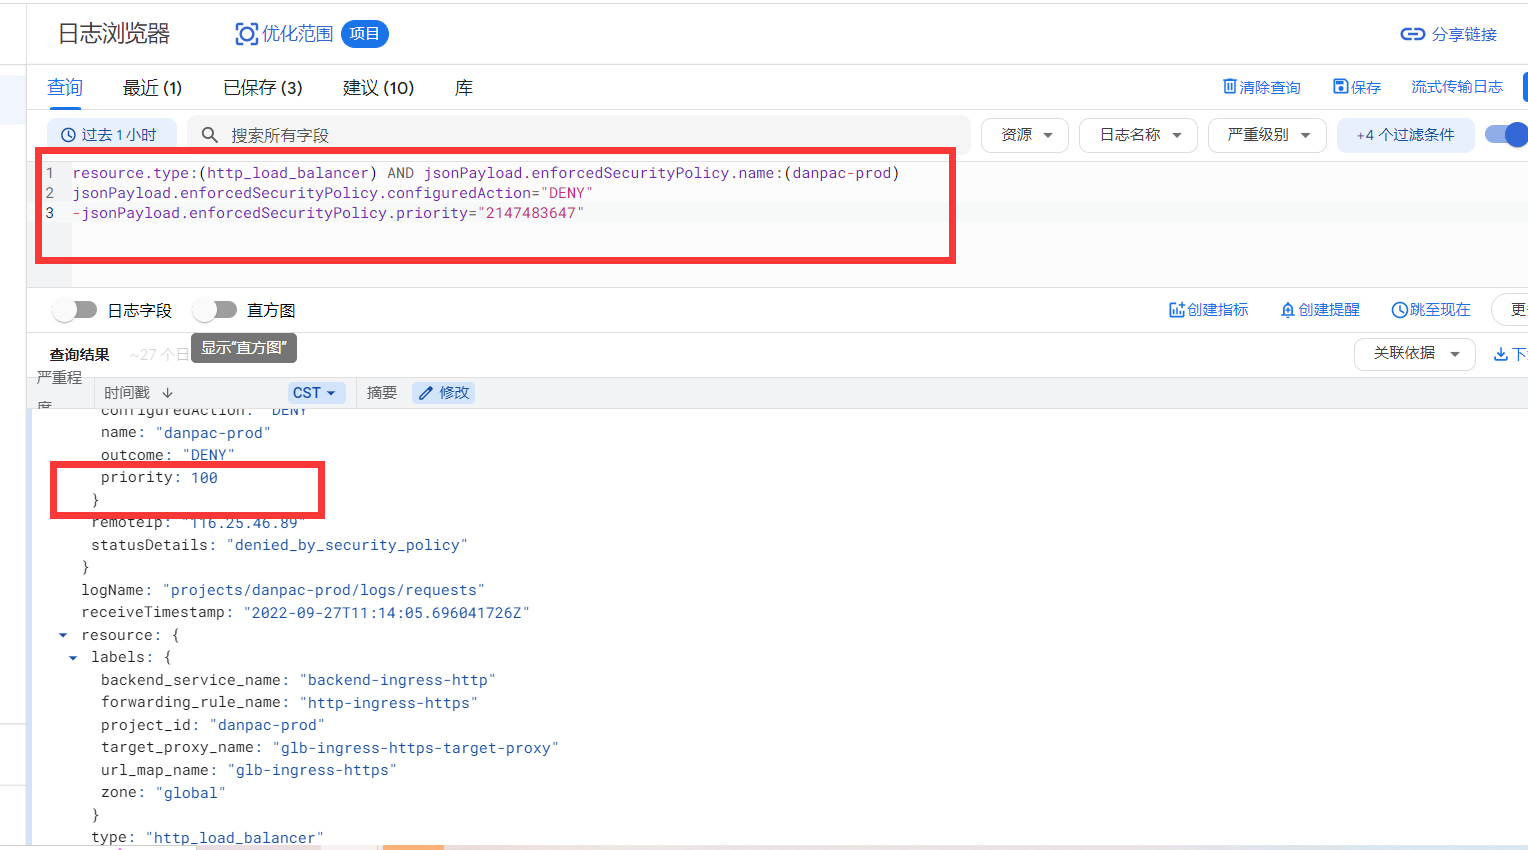 日志浏览器
优化范围 项目
分享链接
查询 最近 (1) 已保存 (3) 建议 (10) 库
清除查询 保存 流式传输日志
过去 1 小时 搜索所有字段 资源 日志名称 严重级别 +4 个过滤条件
1 resource.type:(http_load_balancer) AND jsonPayload.enforcedSecurityPolicy.name:(danpac-prod)
2 jsonPayload.enforcedSecurityPolicy.configuredAction="DENY"
3 -jsonPayload.enforcedSecurityPolicy.priority="2147483647"
日志字段 直方图 创建指标 创建提醒 跳至现在 更
显示“直方图”
查询结果 ~27 个日 关联依据 下
严重程度 时间戳 ↓ CST 摘要 修改
configuredAction: "DENY"
name: "danpac-prod"
outcome: "DENY"
priority: 100
}
remoteIp: "116.25.46.89"
statusDetails: "denied_by_security_policy"
}
logName: "projects/danpac-prod/logs/requests"
receiveTimestamp: "2022-09-27T11:14:05.696041726Z"
resource: {
labels: {
backend_service_name: "backend-ingress-http"
forwarding_rule_name: "http-ingress-https"
project_id: "danpac-prod"
target_proxy_name: "glb-ingress-https-target-proxy"
url_map_name: "glb-ingress-https"
zone: "global"
}
type: "http_load_balancer"